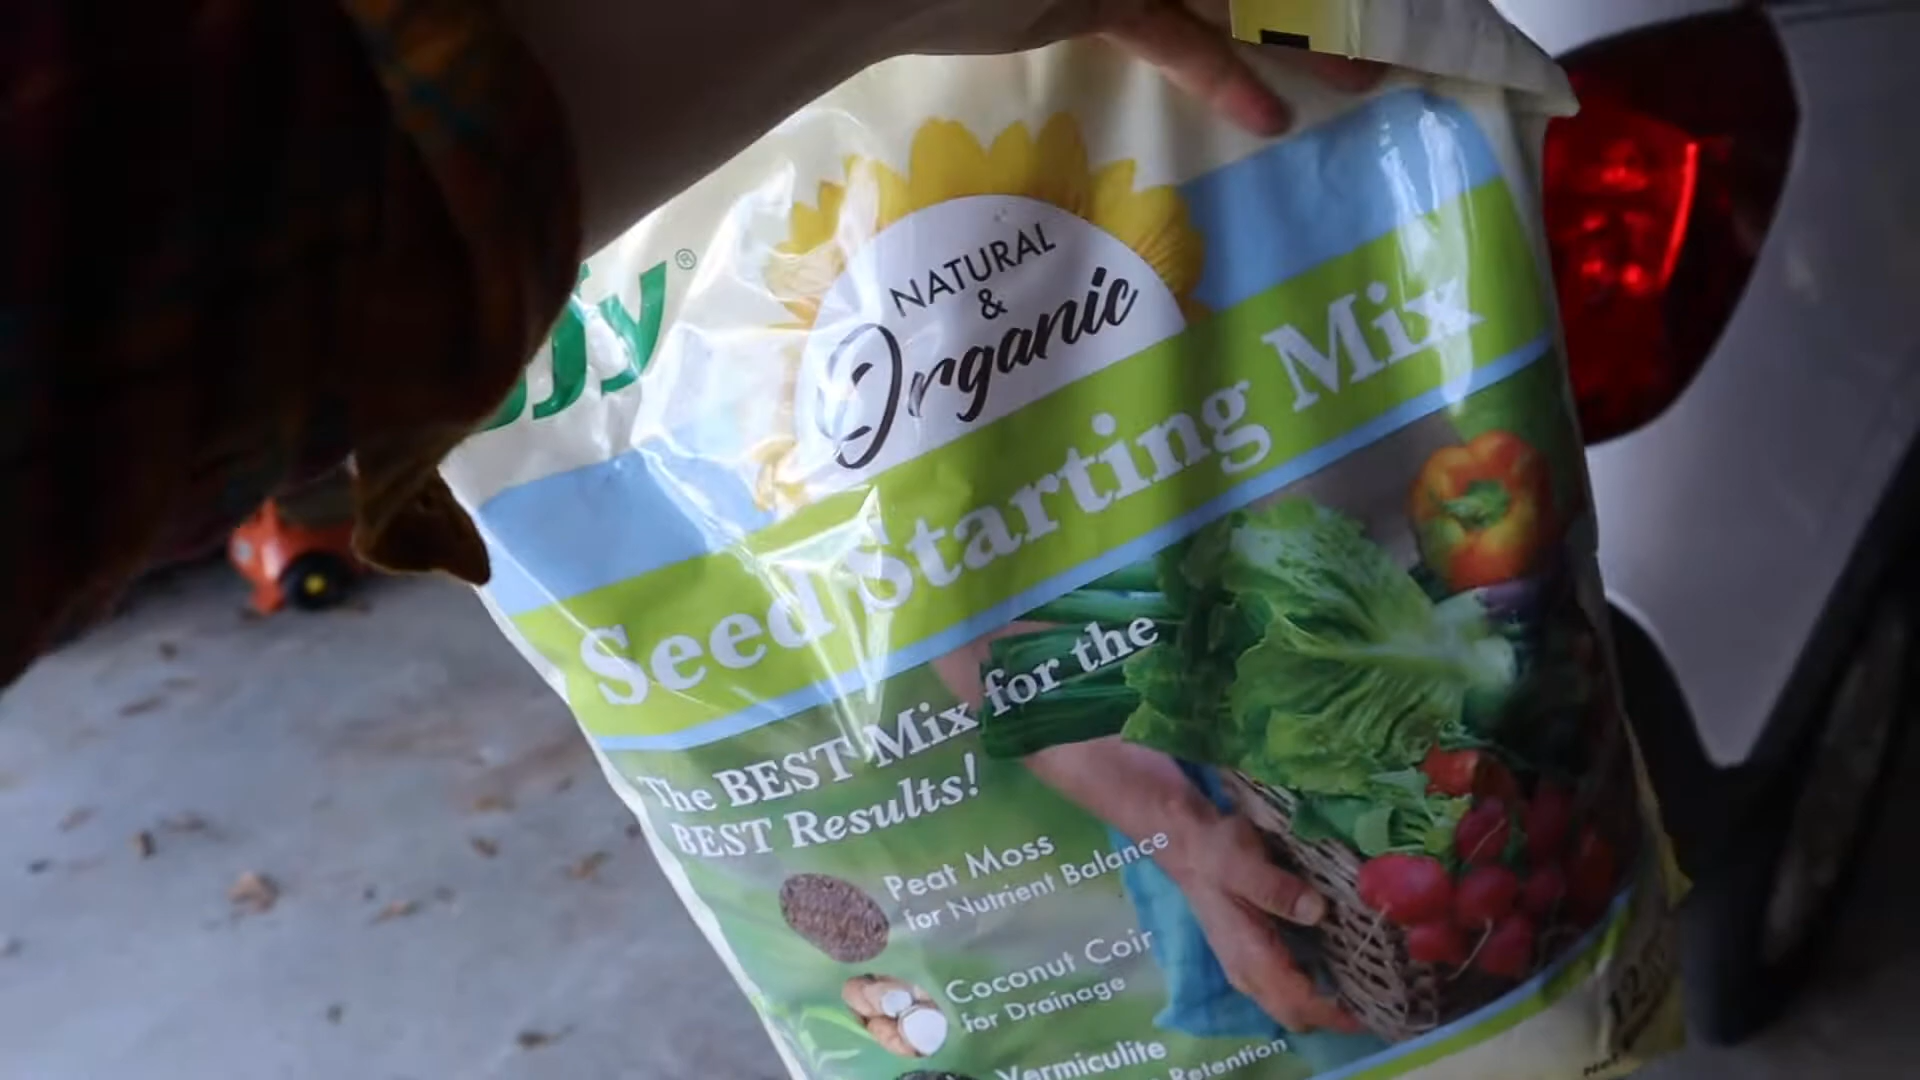 NATURAL
&
Organic
Seed Starting Mix
The BEST Mix for the
BEST Results!
Peat Moss
for Nutrient Balance
Coconut Coir
for Drainage
Vermiculite
Retention